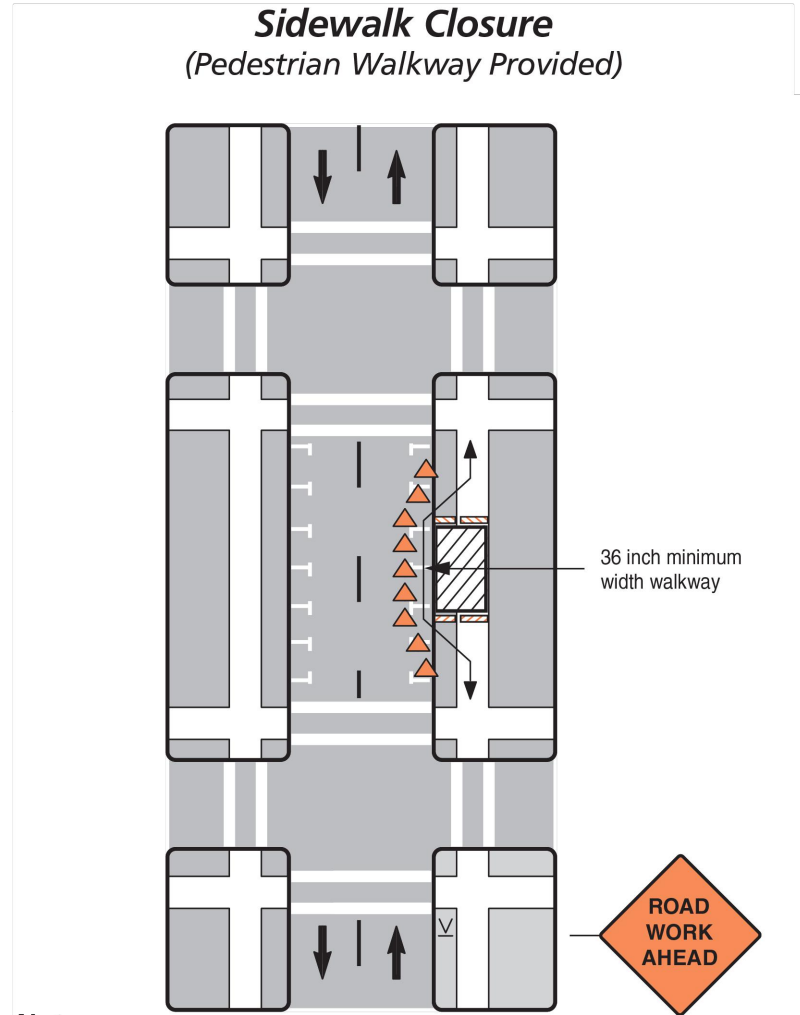 Sidewalk Closure
(Pedestrian Walkway Provided)
36 inch minimum
width walkway
ROAD
WORK
AHEAD